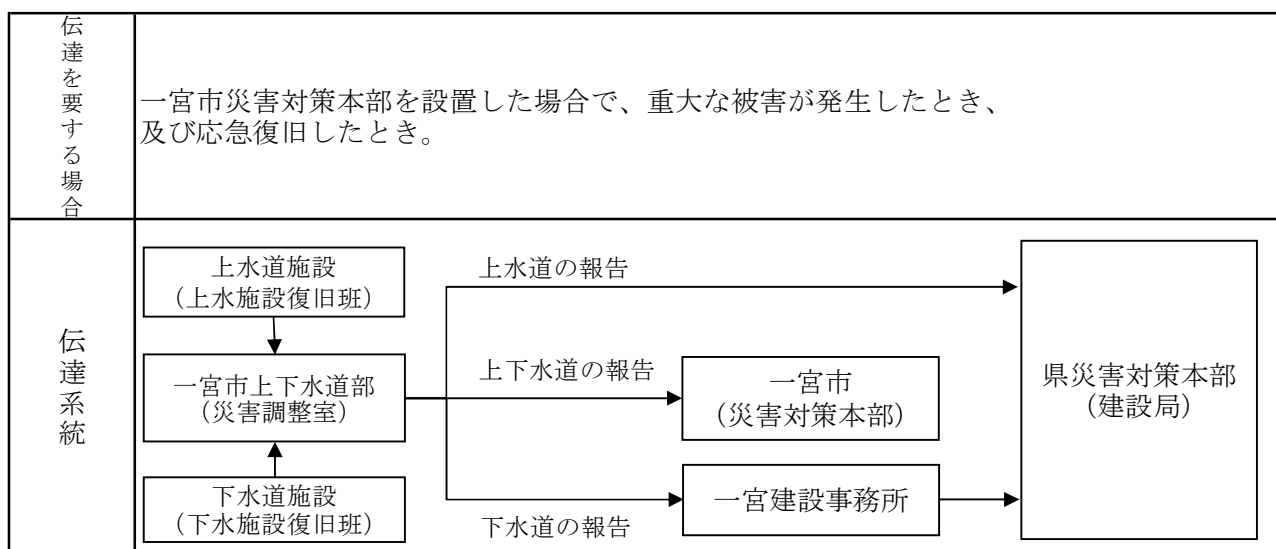 伝達を要する場合
一宮市災害対策本部を設置した場合で、重大な被害が発生したとき、
及び応急復旧したとき。
伝達系統
上水道施設
（上水施設復旧班）
一宮市上下水道部
（災害調整室）
下水道施設
（下水施設復旧班）
上水道の報告
上下水道の報告
下水道の報告
一宮市
（災害対策本部）
一宮建設事務所
県災害対策本部
（建設局）